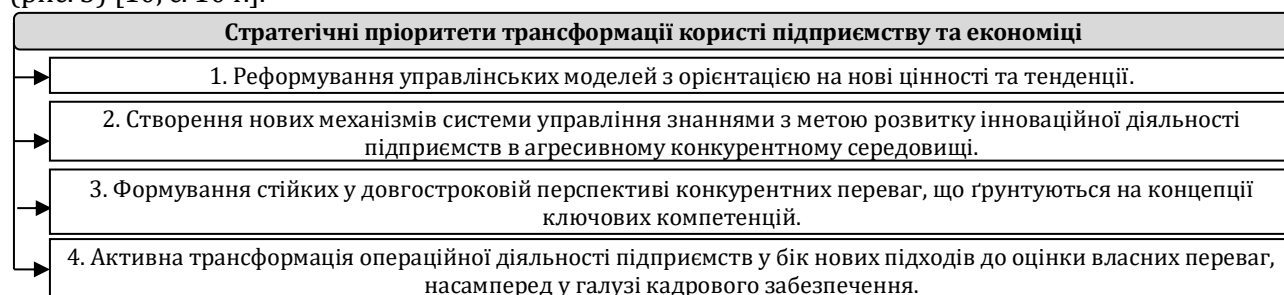 (рис. 3) [10, с. 10 ч].
Стратегічні пріоритети трансформації користі підприємству та економіці
1. Реформування управлінських моделей з орієнтацією на нові цінності та тенденції.
2. Створення нових механізмів системи управління знаннями з метою розвитку інноваційної діяльності
підприємств в агресивному конкурентному середовищі.
3. Формування стійких у довгостроковій перспективі конкурентних переваг, що ґрунтуються на концепції
ключових компетенцій.
4. Активна трансформація операційної діяльності підприємств у бік нових підходів до оцінки власних переваг,
насамперед у галузі кадрового забезпечення.